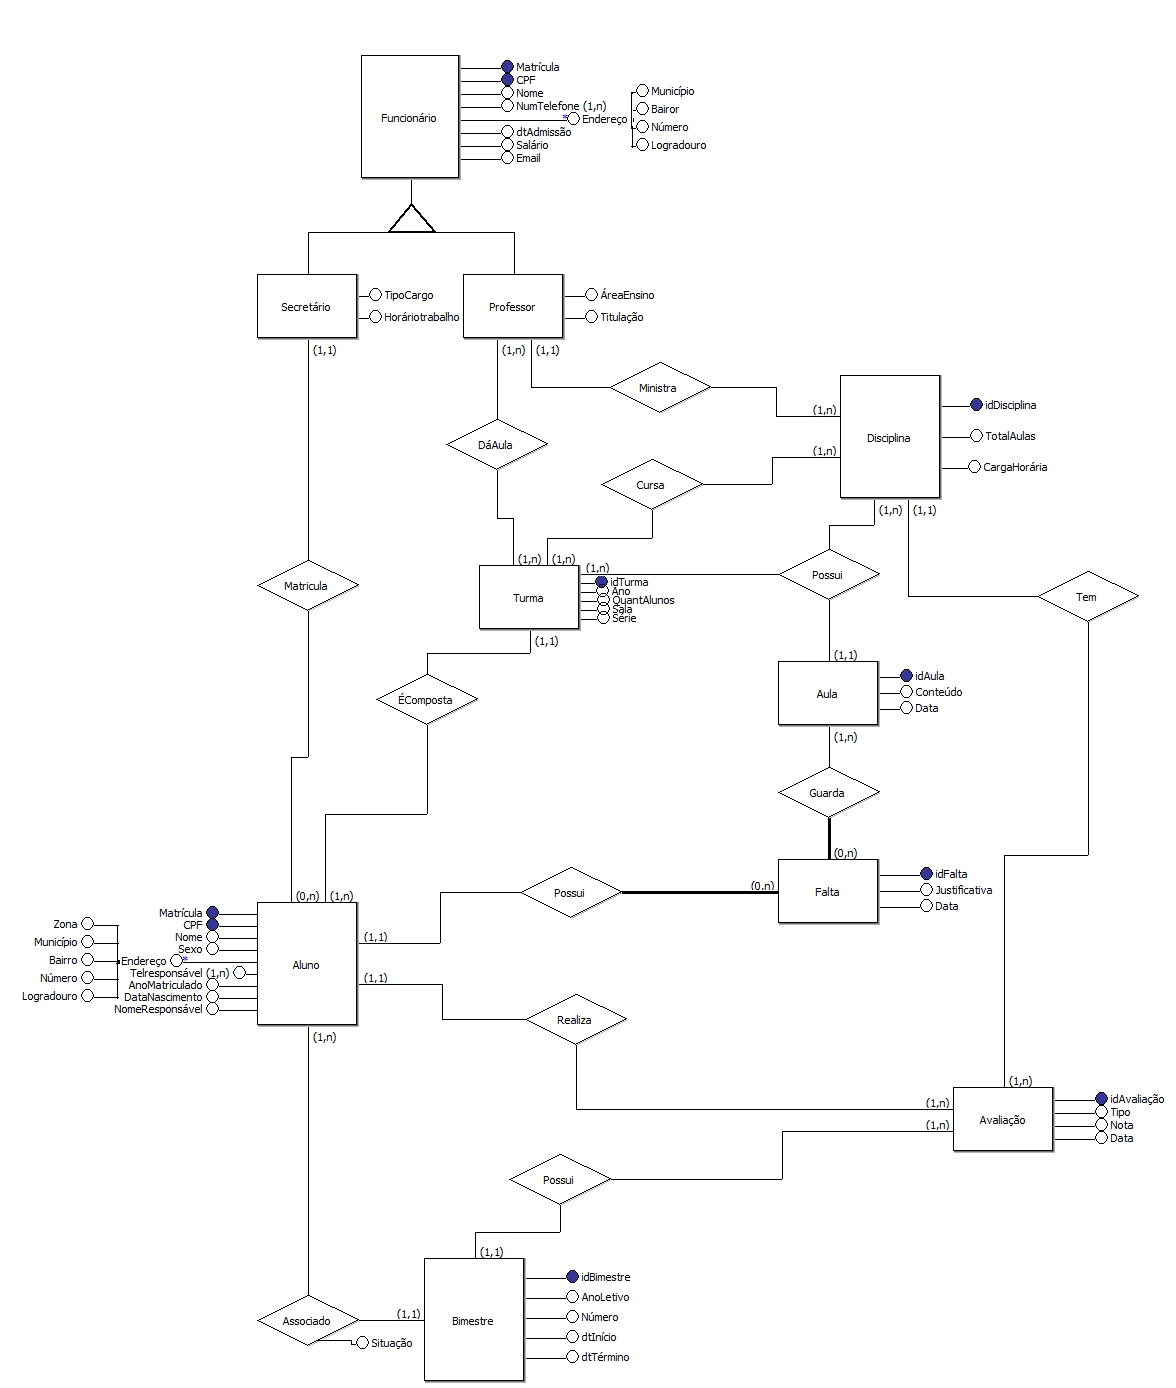 Funcionário
Matrícula
CPF
Nome
NumTelefone (1,n)
Endereço
Município
Bairor
Número
Logradouro
dtAdmissão
Salário
Email
Secretário
TipoCargo
Horáriotrabalho
Professor
ÁreaEnsino
Titulação
(1,1)
(1,n)
(1,1)
Ministra
(1,n)
Disciplina
idDisciplina
TotalAulas
CargaHorária
DáAula
Cursa
(1,n)
(1,n)
(1,1)
(1,n)
(1,n)
(1,n)
Matricula
Turma
idTurma
Ano
QuantAlunos
Sala
Série
Possui
Tem
(1,1)
(1,1)
Aula
idAula
Conteúdo
Data
ÉComposta
(1,n)
Guarda
(0,n)
Falta
idFalta
Justificativa
Data
Possui
(0,n)
(0,n)
(1,n)
Zona
Município
Bairro
Número
Logradouro
Matrícula
CPF
Nome
Sexo
Endereço
Telresponsável (1,n)
AnoMatriculado
DataNascimento
NomeResponsável
Aluno
(1,1)
(1,1)
(1,n)
Realiza
(1,n)
(1,n)
(1,n)
Avaliação
idAvaliação
Tipo
Nota
Data
Possui
(1,1)
Bimestre
idBimestre
AnoLetivo
Número
dtInício
dtTérmino
Associado
(1,1)
Situação